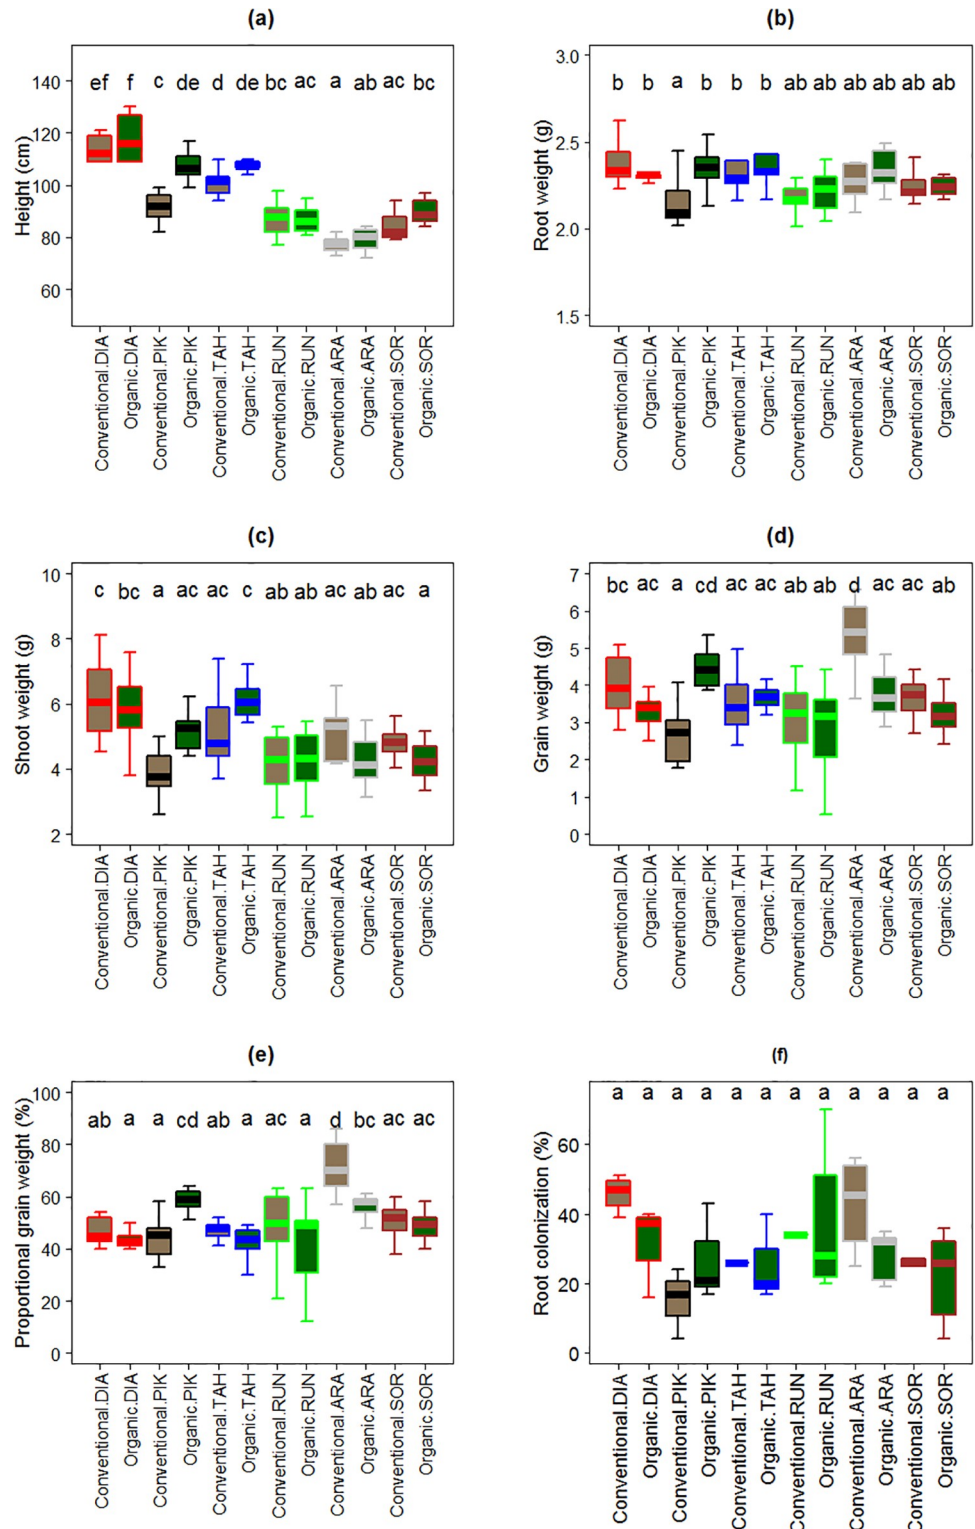 (a)
Height (cm)
140
120
100
80
60
ef f c de d de bc ac a ab ac bc
Conventional.DIA
Organic.DIA
Conventional.PIK
Organic.PIK
Conventional.TAH
Organic.TAH
Conventional.RUN
Organic.RUN
Conventional.ARA
Organic.ARA
Conventional.SOR
Organic.SOR
(b)
Root weight (g)
3.0
2.5
2.0
1.5
b b a b b b ab ab ab ab ab ab
Conventional.DIA
Organic.DIA
Conventional.PIK
Organic.PIK
Conventional.TAH
Organic.TAH
Conventional.RUN
Organic.RUN
Conventional.ARA
Organic.ARA
Conventional.SOR
Organic.SOR
(c)
Shoot weight (g)
10
8
6
4
2
c bc a ac ac c ab ab ac ab ac a
Conventional.DIA
Organic.DIA
Conventional.PIK
Organic.PIK
Conventional.TAH
Organic.TAH
Conventional.RUN
Organic.RUN
Conventional.ARA
Organic.ARA
Conventional.SOR
Organic.SOR
(d)
Grain weight (g)
7
6
5
4
3
2
1
0
bc ac a cd ac ac ab ab d ac ac ab
Conventional.DIA
Organic.DIA
Conventional.PIK
Organic.PIK
Conventional.TAH
Organic.TAH
Conventional.RUN
Organic.RUN
Conventional.ARA
Organic.ARA
Conventional.SOR
Organic.SOR
(e)
Proportional grain weight (%)
100
80
60
40
20
0
ab a a cd ab a ac a d bc ac ac
Conventional.DIA
Organic.DIA
Conventional.PIK
Organic.PIK
Conventional.TAH
Organic.TAH
Conventional.RUN
Organic.RUN
Conventional.ARA
Organic.ARA
Conventional.SOR
Organic.SOR
(f)
Root colonization (%)
60
40
20
0
a a a a a a a a a a a a
Conventional.DIA
Organic.DIA
Conventional.PIK
Organic.PIK
Conventional.TAH
Organic.TAH
Conventional.RUN
Organic.RUN
Conventional.ARA
Organic.ARA
Conventional.SOR
Organic.SOR